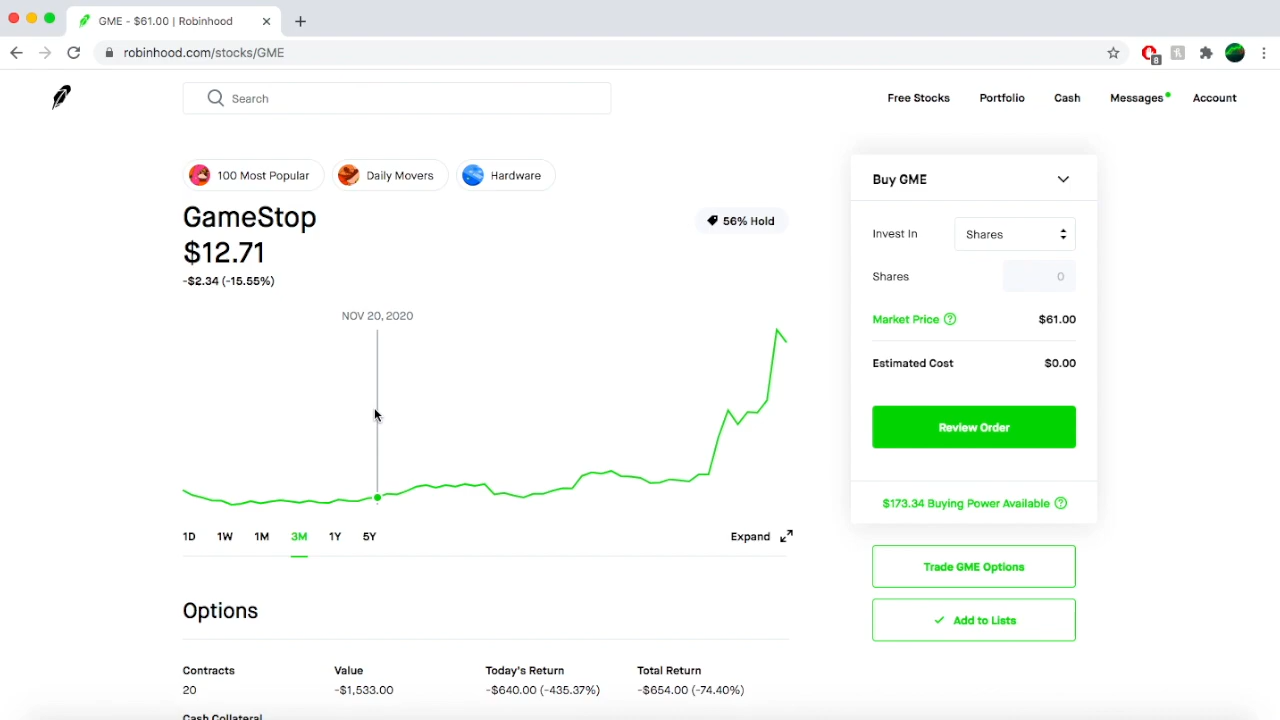 GME - $61.00 | Robinhood
robinhood.com/stocks/GME
8
Search
Free Stocks Portfolio Cash Messages Account
100 Most Popular Daily Movers Hardware
GameStop
$12.71
-$2.34 (-15.55%)
56% Hold
NOV 20, 2020
1D 1W 1M 3M 1Y 5Y
Expand
Buy GME
Invest In Shares
Shares 0
Market Price ? $61.00
Estimated Cost $0.00
Review Order
$173.34 Buying Power Available ?
Trade GME Options
Add to Lists
Options
Contracts Value Today's Return Total Return
20 -$1,533.00 -$640.00 (-435.37%) -$654.00 (-74.40%)
Cash Collateral